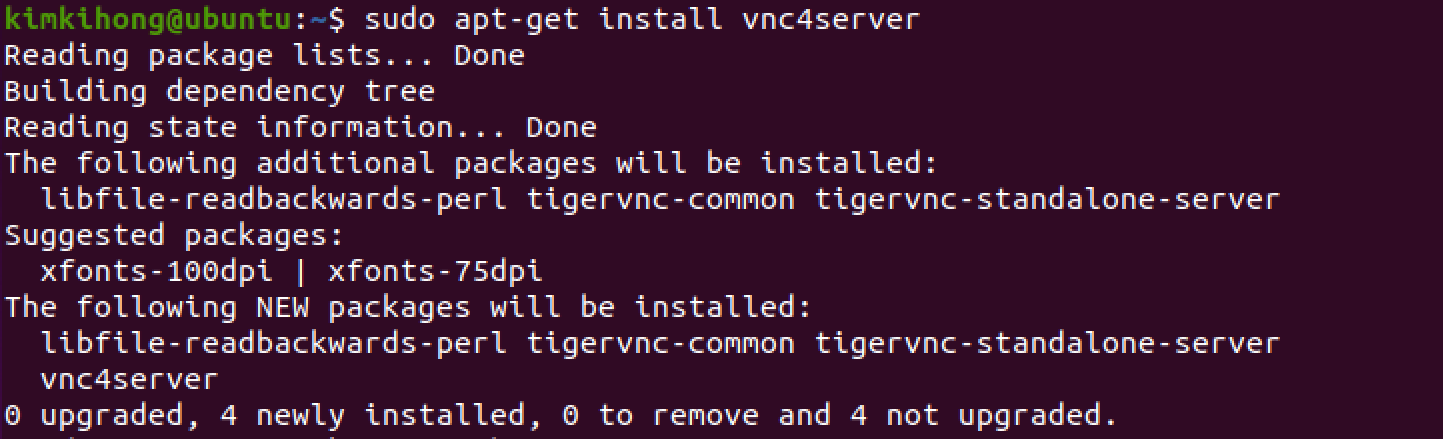 kimkihong@ubuntu:~$ sudo apt-get install vnc4server
Reading package lists... Done
Building dependency tree
Reading state information... Done
The following additional packages will be installed:
  libfile-readbackwards-perl tigervnc-common tigervnc-standalone-server
Suggested packages:
  xfonts-100dpi | xfonts-75dpi
The following NEW packages will be installed:
  libfile-readbackwards-perl tigervnc-common tigervnc-standalone-server
  vnc4server
0 upgraded, 4 newly installed, 0 to remove and 4 not upgraded.